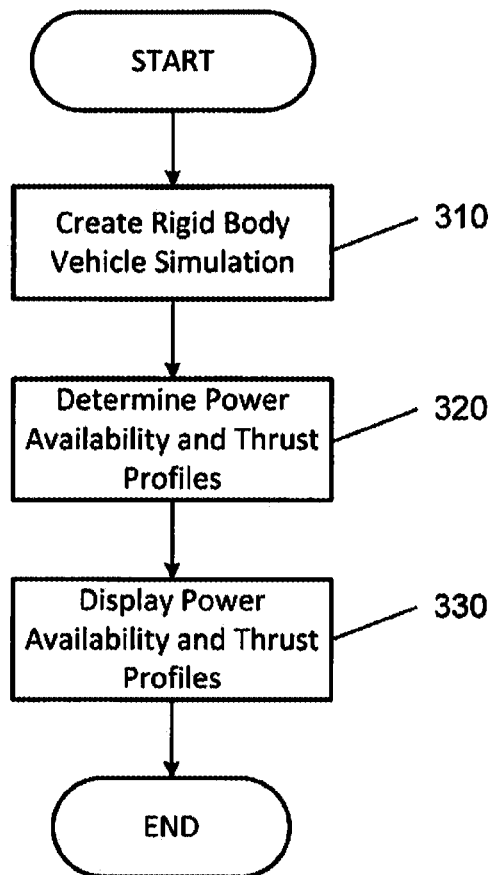 START
Create Rigid Body
Vehicle Simulation
310
Determine Power
Availability and Thrust
Profiles
320
Display Power
Availability and Thrust
Profiles
330
END